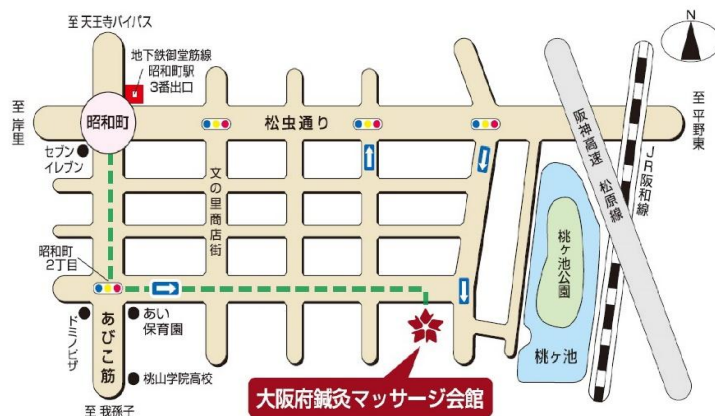 至 天王寺バイパス
N
地下鉄御堂筋線
昭和町駅
3番出口
至 岸里
昭和町
松虫通り
至 平野東
セブン
イレブン
文の里商店街
阪神高速 松原線
JR阪和線
昭和町
2丁目
桃ヶ池公園
桃ヶ池
ドミノピザ
あびこ筋
あい
保育園
桃山学院高校
大阪府鍼灸マッサージ会館
至 我孫子